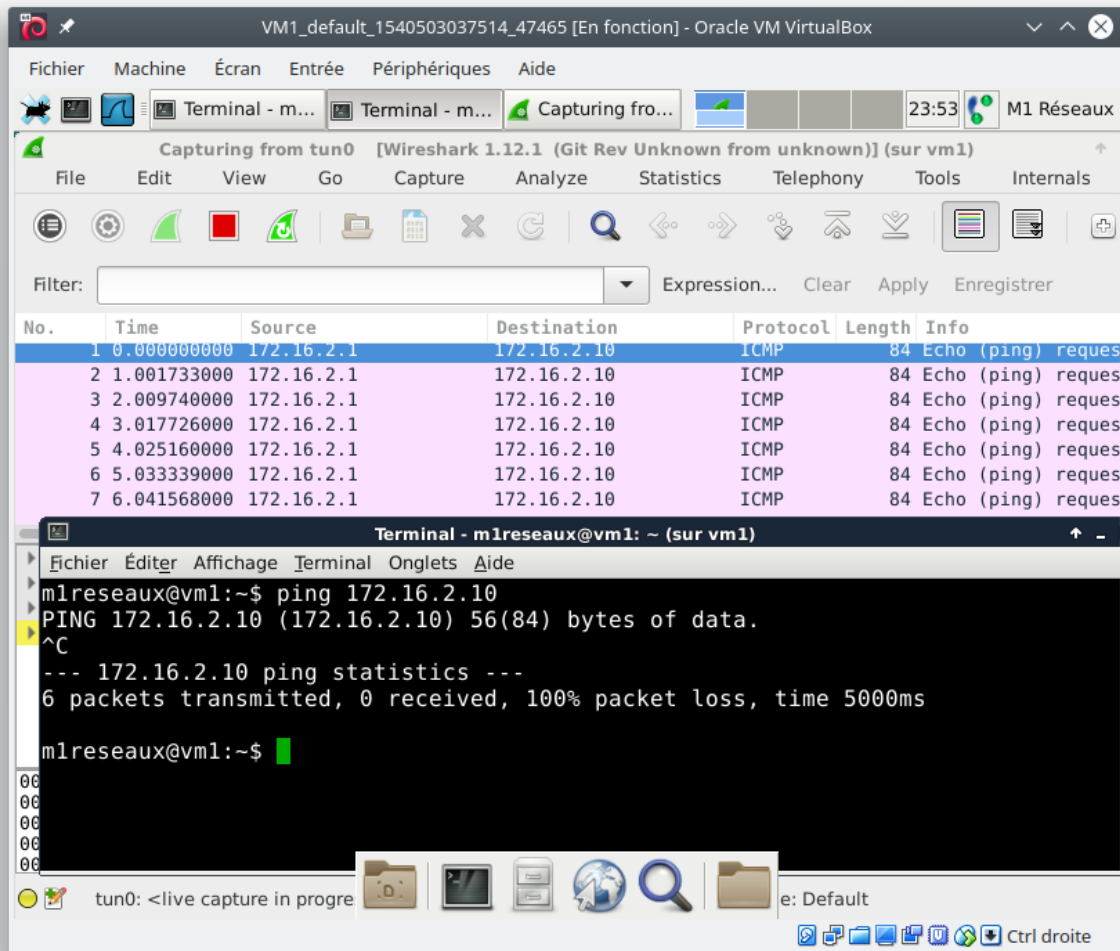 VM1_default_1540503037514_47465 [En fonction] - Oracle VM VirtualBox
Fichier Machine Écran Entrée Périphériques Aide
Terminal - m... Terminal - m... Capturing fro... 23:53 M1 Réseaux
Capturing from tun0 [Wireshark 1.12.1 (Git Rev Unknown from unknown)] (sur vm1)
File Edit View Go Capture Analyze Statistics Telephony Tools Internals
Filter: Expression... Clear Apply Enregistrer
No. Time Source Destination Protocol Length Info
1 0.000000000 172.16.2.1 172.16.2.10 ICMP 84 Echo (ping) reques
2 1.001733000 172.16.2.1 172.16.2.10 ICMP 84 Echo (ping) reques
3 2.009740000 172.16.2.1 172.16.2.10 ICMP 84 Echo (ping) reques
4 3.017726000 172.16.2.1 172.16.2.10 ICMP 84 Echo (ping) reques
5 4.025160000 172.16.2.1 172.16.2.10 ICMP 84 Echo (ping) reques
6 5.033339000 172.16.2.1 172.16.2.10 ICMP 84 Echo (ping) reques
7 6.041568000 172.16.2.1 172.16.2.10 ICMP 84 Echo (ping) reques
Terminal - m1reseaux@vm1: ~ (sur vm1)
Fichier Éditer Affichage Terminal Onglets Aide
m1reseaux@vm1:~$ ping 172.16.2.10
PING 172.16.2.10 (172.16.2.10) 56(84) bytes of data.
^C
--- 172.16.2.10 ping statistics ---
6 packets transmitted, 0 received, 100% packet loss, time 5000ms
m1reseaux@vm1:~$
00
00
00
00
00
tun0: <live capture in progre e: Default
Ctrl droite